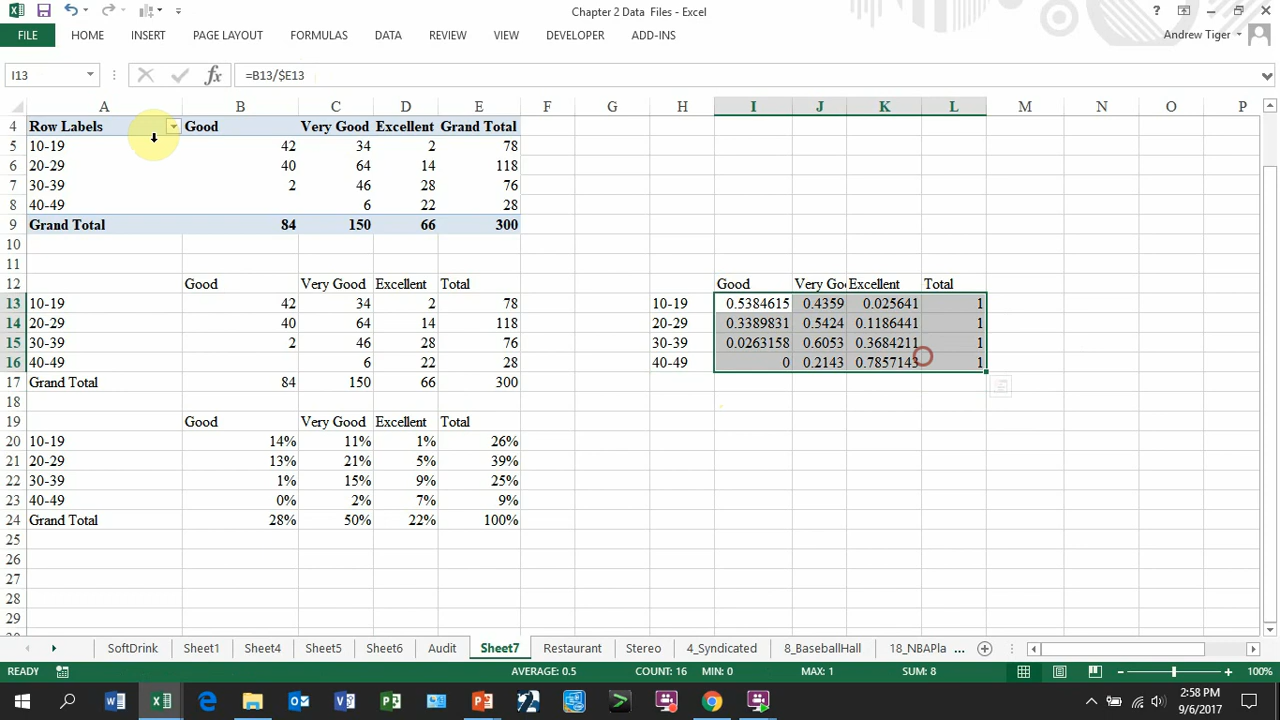 Chapter 2 Data Files - Excel
FILE HOME INSERT PAGE LAYOUT FORMULAS DATA REVIEW VIEW DEVELOPER ADD-INS Andrew Tiger
I13 =B13/$E13
A B C D E F G H I J K L M N O P
4 Row Labels Good Very Good Excellent Grand Total
5 10-19 42 34 2 78
6 20-29 40 64 14 118
7 30-39 2 46 28 76
8 40-49 6 22 28
9 Grand Total 84 150 66 300
10
11
12 Good Very Good Excellent Total Good Very Go Excellent Total
13 10-19 42 34 2 78 10-19 0.5384615 0.4359 0.025641 1
14 20-29 40 64 14 118 20-29 0.3389831 0.5424 0.1186441 1
15 30-39 2 46 28 76 30-39 0.0263158 0.6053 0.3684211 1
16 40-49 6 22 28 40-49 0 0.2143 0.7857143 1
17 Grand Total 84 150 66 300
18
19 Good Very Good Excellent Total
20 10-19 14% 11% 1% 26%
21 20-29 13% 21% 5% 39%
22 30-39 1% 15% 9% 25%
23 40-49 0% 2% 7% 9%
24 Grand Total 28% 50% 22% 100%
25
26
27
28
29
SoftDrink Sheet1 Sheet4 Sheet5 Sheet6 Audit Sheet7 Restaurant Stereo 4_Syndicated 8_BaseballHall 18_NBAPla ...
READY AVERAGE: 0.5 COUNT: 16 MIN: 0 MAX: 1 SUM: 8 100%
2:58 PM
9/6/2017